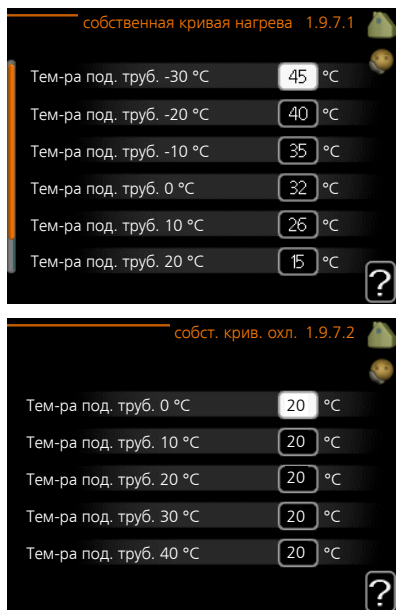 собственная кривая нагрева 1.9.7.1
Тем-ра под. труб. -30 °C 45 °C
Тем-ра под. труб. -20 °C 40 °C
Тем-ра под. труб. -10 °C 35 °C
Тем-ра под. труб. 0 °C 32 °C
Тем-ра под. труб. 10 °C 26 °C
Тем-ра под. труб. 20 °C 15 °C
?
собст. крив. охл. 1.9.7.2
Тем-ра под. труб. 0 °C 20 °C
Тем-ра под. труб. 10 °C 20 °C
Тем-ра под. труб. 20 °C 20 °C
Тем-ра под. труб. 30 °C 20 °C
Тем-ра под. труб. 40 °C 20 °C
?